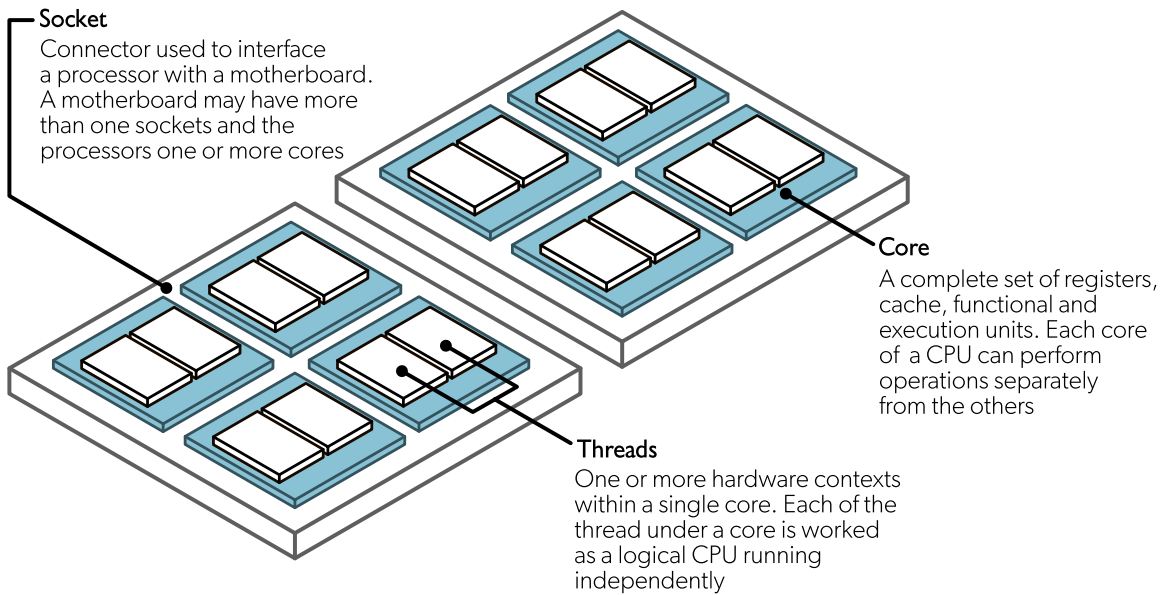 Socket
Connector used to interface
a processor with a motherboard.
A motherboard may have more
than one sockets and the
processors one or more cores
Core
A complete set of registers,
cache, functional and
execution units. Each core
of a CPU can perform
operations separately
from the others
Threads
One or more hardware contexts
within a single core. Each of the
thread under a core is worked
as a logical CPU running
independently